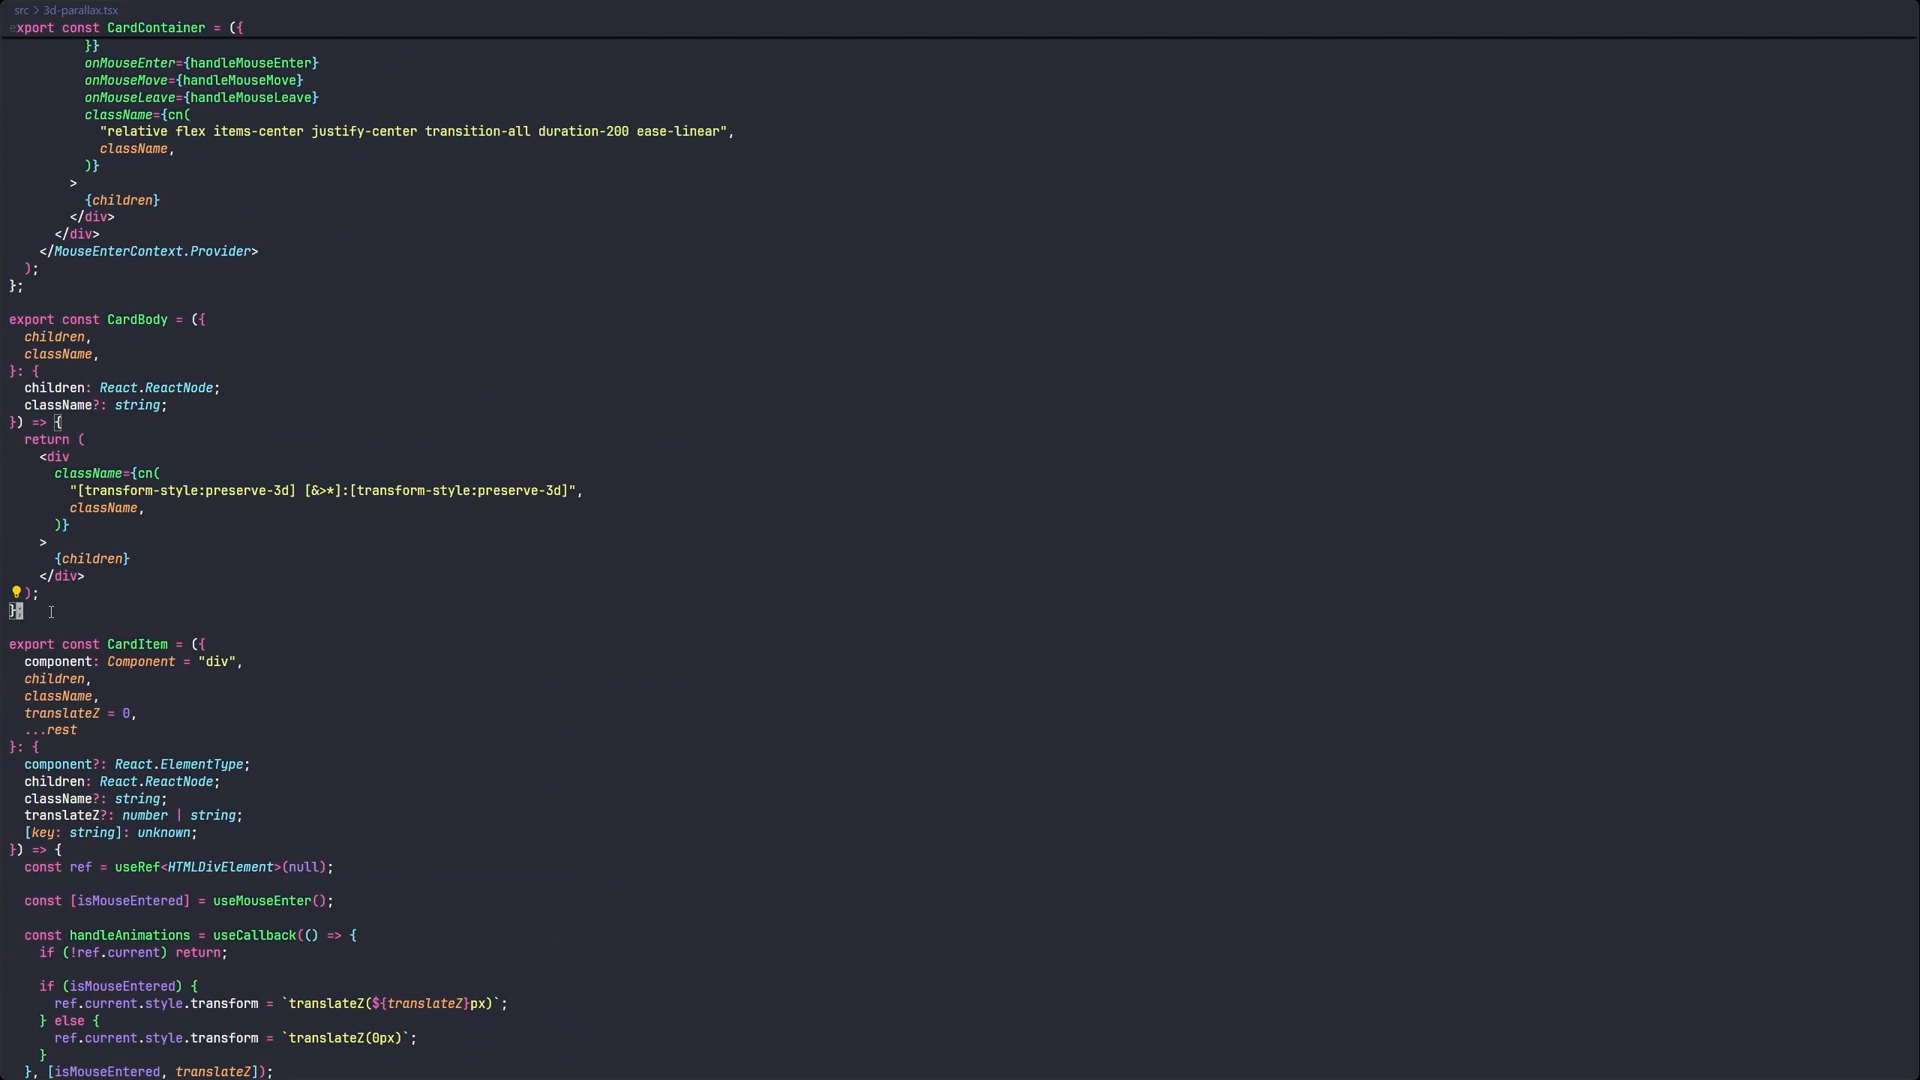 src > 3d-parallax.tsx
export const CardContainer = ({
}}
onMouseEnter={handleMouseEnter}
onMouseMove={handleMouseMove}
onMouseLeave={handleMouseLeave}
className={cn(
"relative flex items-center justify-center transition-all duration-200 ease-linear",
className,
)}
>
{children}
</div>
</div>
</MouseEnterContext.Provider>
);
};
export const CardBody = ({
children,
className,
}: {
children: React.ReactNode;
className?: string;
}) => {
return (
<div
className={cn(
"[transform-style:preserve-3d] [&>*]:[transform-style:preserve-3d]",
className,
)}
>
{children}
</div>
);
};
export const CardItem = ({
component: Component = "div",
children,
className,
translateZ = 0,
...rest
}: {
component?: React.ElementType;
children: React.ReactNode;
className?: string;
translateZ?: number | string;
[key: string]: unknown;
}) => {
const ref = useRef<HTMLDivElement>(null);
const [isMouseEntered] = useMouseEnter();
const handleAnimations = useCallback(() => {
if (!ref.current) return;
if (isMouseEntered) {
ref.current.style.transform = `translateZ(${translateZ}px)`;
} else {
ref.current.style.transform = `translateZ(0px)`;
}
}, [isMouseEntered, translateZ]);